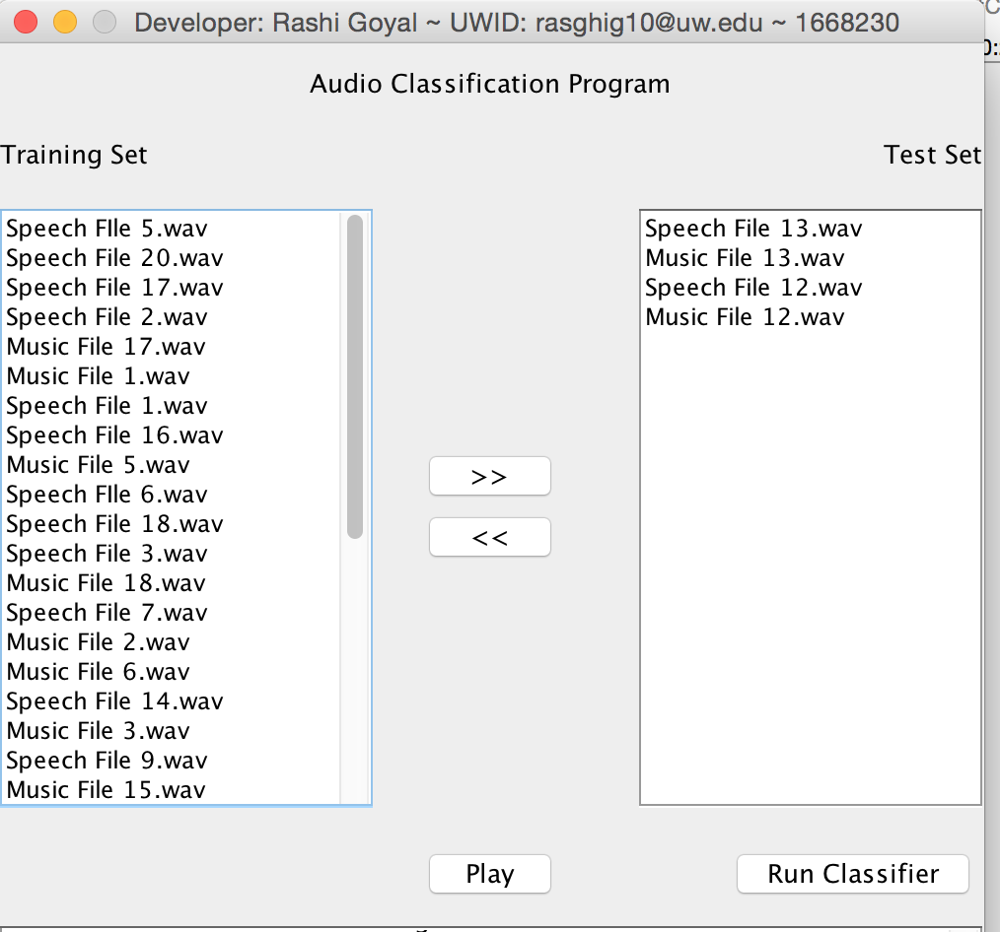 Developer: Rashi Goyal ~ UWID: rasghig10@uw.edu ~ 1668230
Audio Classification Program
Training Set
Test Set
Speech FIle 5.wav
Speech File 20.wav
Speech File 17.wav
Speech File 2.wav
Music File 17.wav
Music File 1.wav
Speech File 1.wav
Speech File 16.wav
Music File 5.wav
Speech FIle 6.wav
Speech File 18.wav
Speech File 3.wav
Music File 18.wav
Speech File 7.wav
Music File 2.wav
Music File 6.wav
Speech File 14.wav
Music File 3.wav
Speech File 9.wav
Music File 15.wav
>>
<<
Speech File 13.wav
Music File 13.wav
Speech File 12.wav
Music File 12.wav
Play
Run Classifier